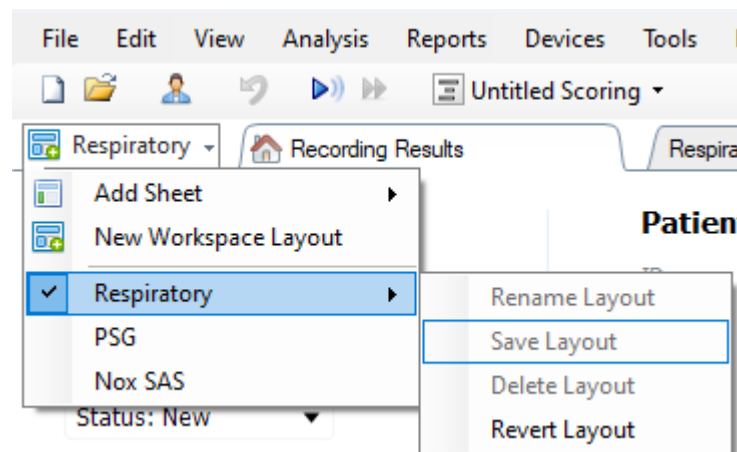 File Edit View Analysis Reports Devices Tools
Untitled Scoring
Respiratory Recording Results
Add Sheet
New Workspace Layout
Respiratory
PSG
Nox SAS
Status: New
Rename Layout
Save Layout
Delete Layout
Revert Layout